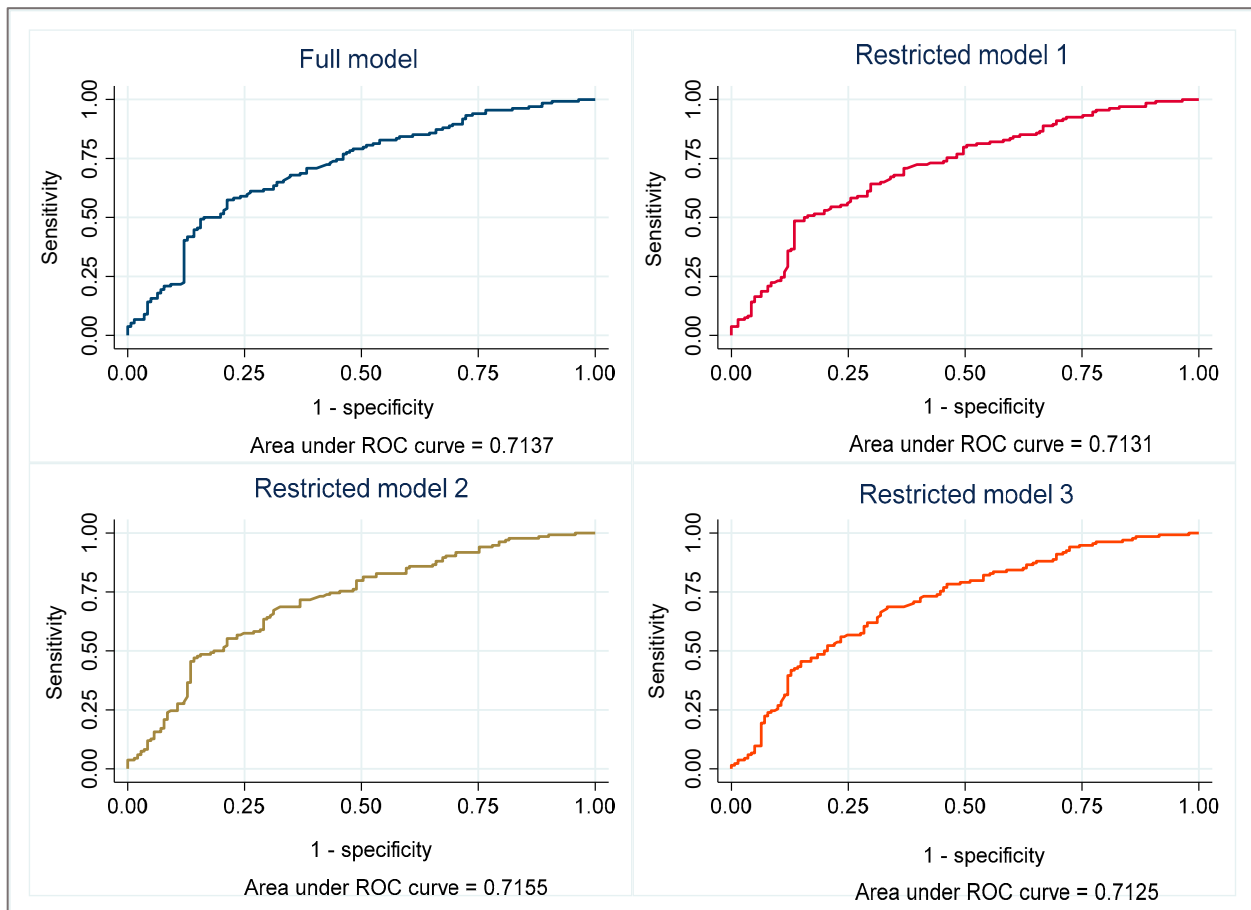 Full model
1.00
0.75
0.50
0.25
0.00
Sensitivity
0.00 0.25 0.50 0.75 1.00
1 - specificity
Area under ROC curve = 0.7137
Restricted model 1
1.00
0.75
0.50
0.25
0.00
Sensitivity
0.00 0.25 0.50 0.75 1.00
1 - specificity
Area under ROC curve = 0.7131
Restricted model 2
1.00
0.75
0.50
0.25
0.00
Sensitivity
0.00 0.25 0.50 0.75 1.00
1 - specificity
Area under ROC curve = 0.7155
Restricted model 3
1.00
0.75
0.50
0.25
0.00
Sensitivity
0.00 0.25 0.50 0.75 1.00
1 - specificity
Area under ROC curve = 0.7125